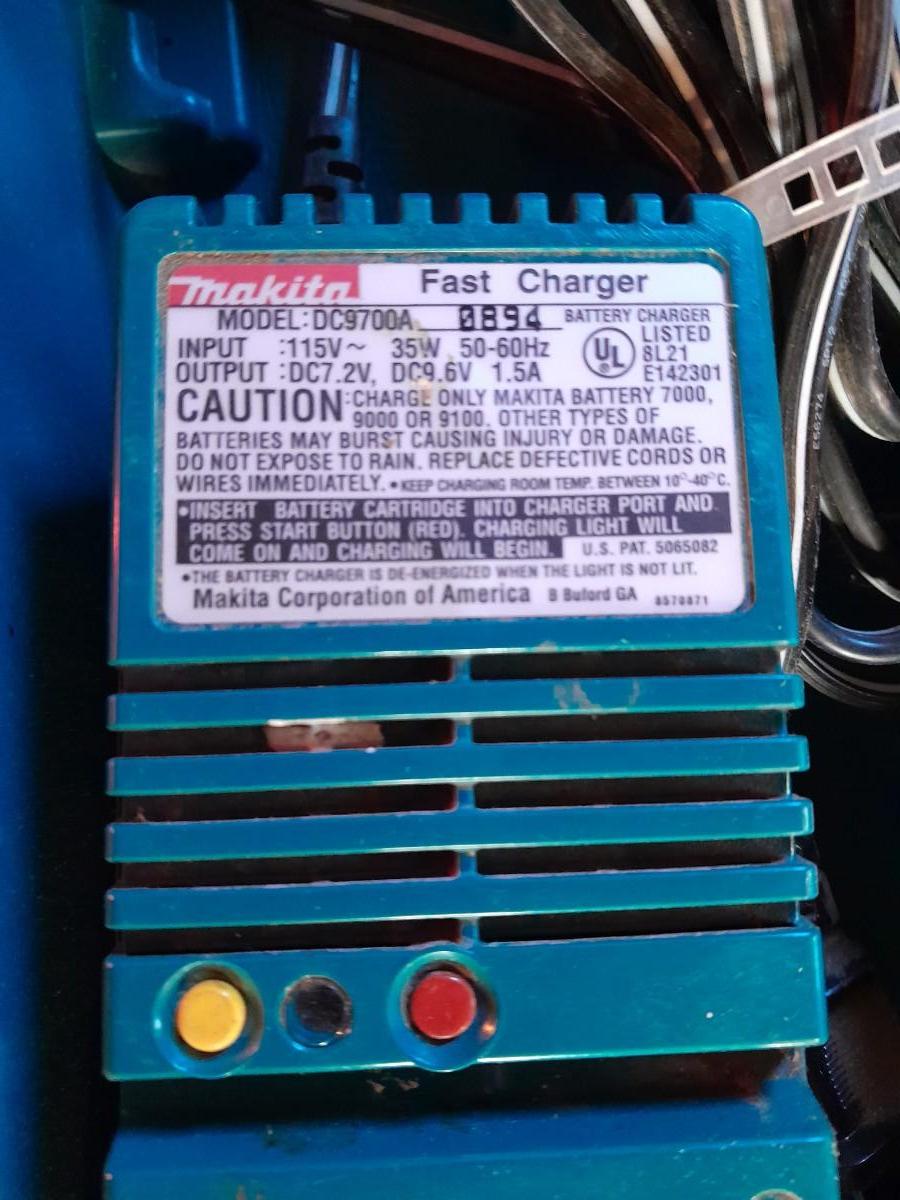 makita Fast Charger
MODEL:DC9700A 0894 BATTERY CHARGER
INPUT :115V~ 35W 50-60Hz
UL
LISTED
8L21
E142301
OUTPUT :DC7.2V, DC9.6V 1.5A
CAUTION:CHARGE ONLY MAKITA BATTERY 7000,
9000 OR 9100. OTHER TYPES OF
BATTERIES MAY BURST CAUSING INJURY OR DAMAGE.
DO NOT EXPOSE TO RAIN. REPLACE DEFECTIVE CORDS OR
WIRES IMMEDIATELY. •KEEP CHARGING ROOM TEMP. BETWEEN 10°-40°C.
•INSERT BATTERY CARTRIDGE INTO CHARGER PORT AND
PRESS START BUTTON (RED). CHARGING LIGHT WILL
COME ON AND CHARGING WILL BEGIN. U.S. PAT. 5065082
•THE BATTERY CHARGER IS DE-ENERGIZED WHEN THE LIGHT IS NOT LIT.
Makita Corporation of America B Buford GA 8570871
E56274